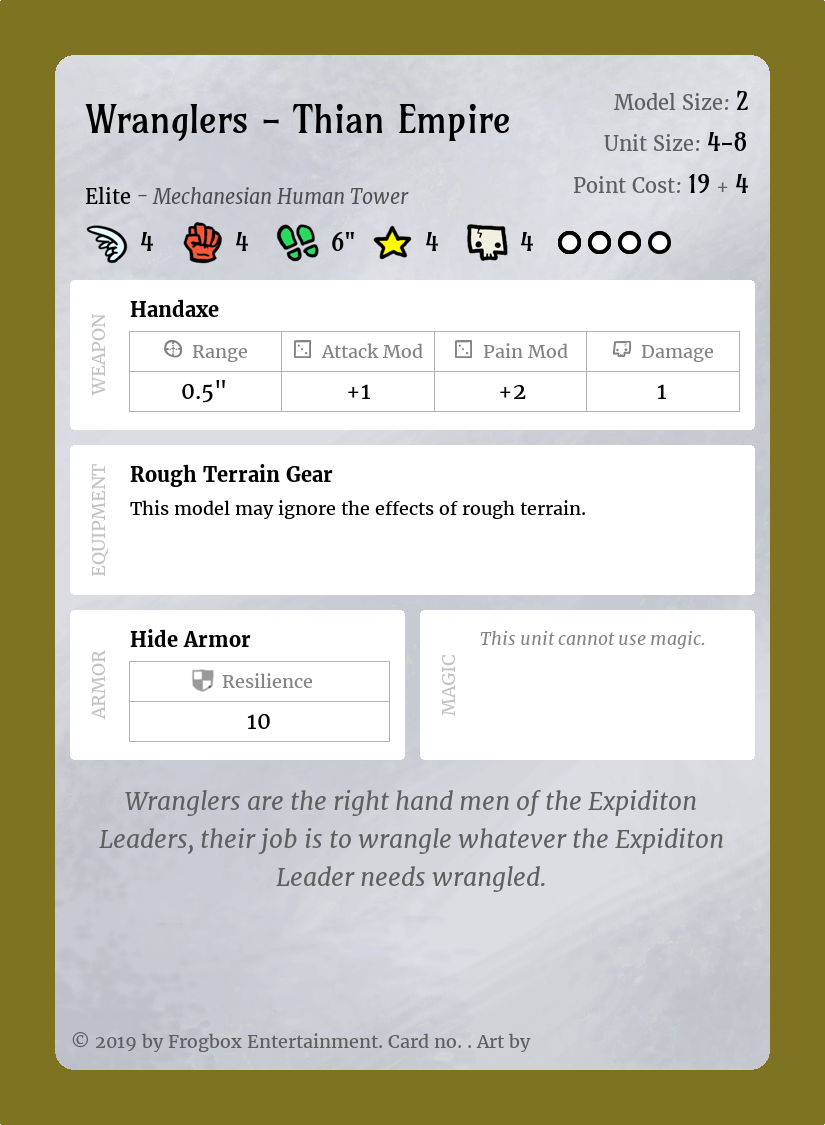 Wranglers – Thian Empire
Model Size: 2
Unit Size: 4–8
Point Cost: 19 + 4
Elite – Mechanesian Human Tower
4 4 6" 4 4
WEAPON
Handaxe
Range Attack Mod Pain Mod Damage
0.5" +1 +2 1
EQUIPMENT
Rough Terrain Gear
This model may ignore the effects of rough terrain.
ARMOR
Hide Armor
Resilience
10
MAGIC
This unit cannot use magic.
Wranglers are the right hand men of the Expiditon
Leaders, their job is to wrangle whatever the Expiditon
Leader needs wrangled.
© 2019 by Frogbox Entertainment. Card no. . Art by